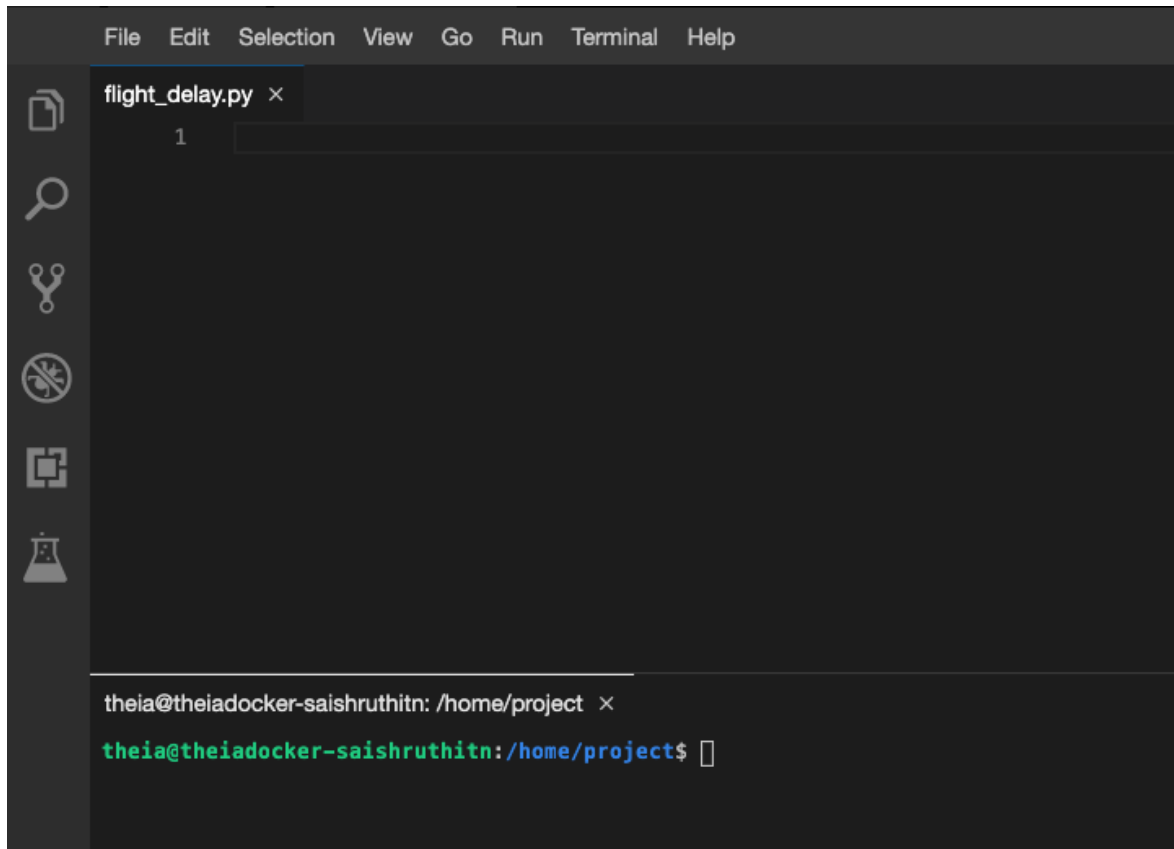 File Edit Selection View Go Run Terminal Help
flight_delay.py ×
1
theia@theiadocker-saishruthitn: /home/project ×
theia@theiadocker-saishruthitn:/home/project$